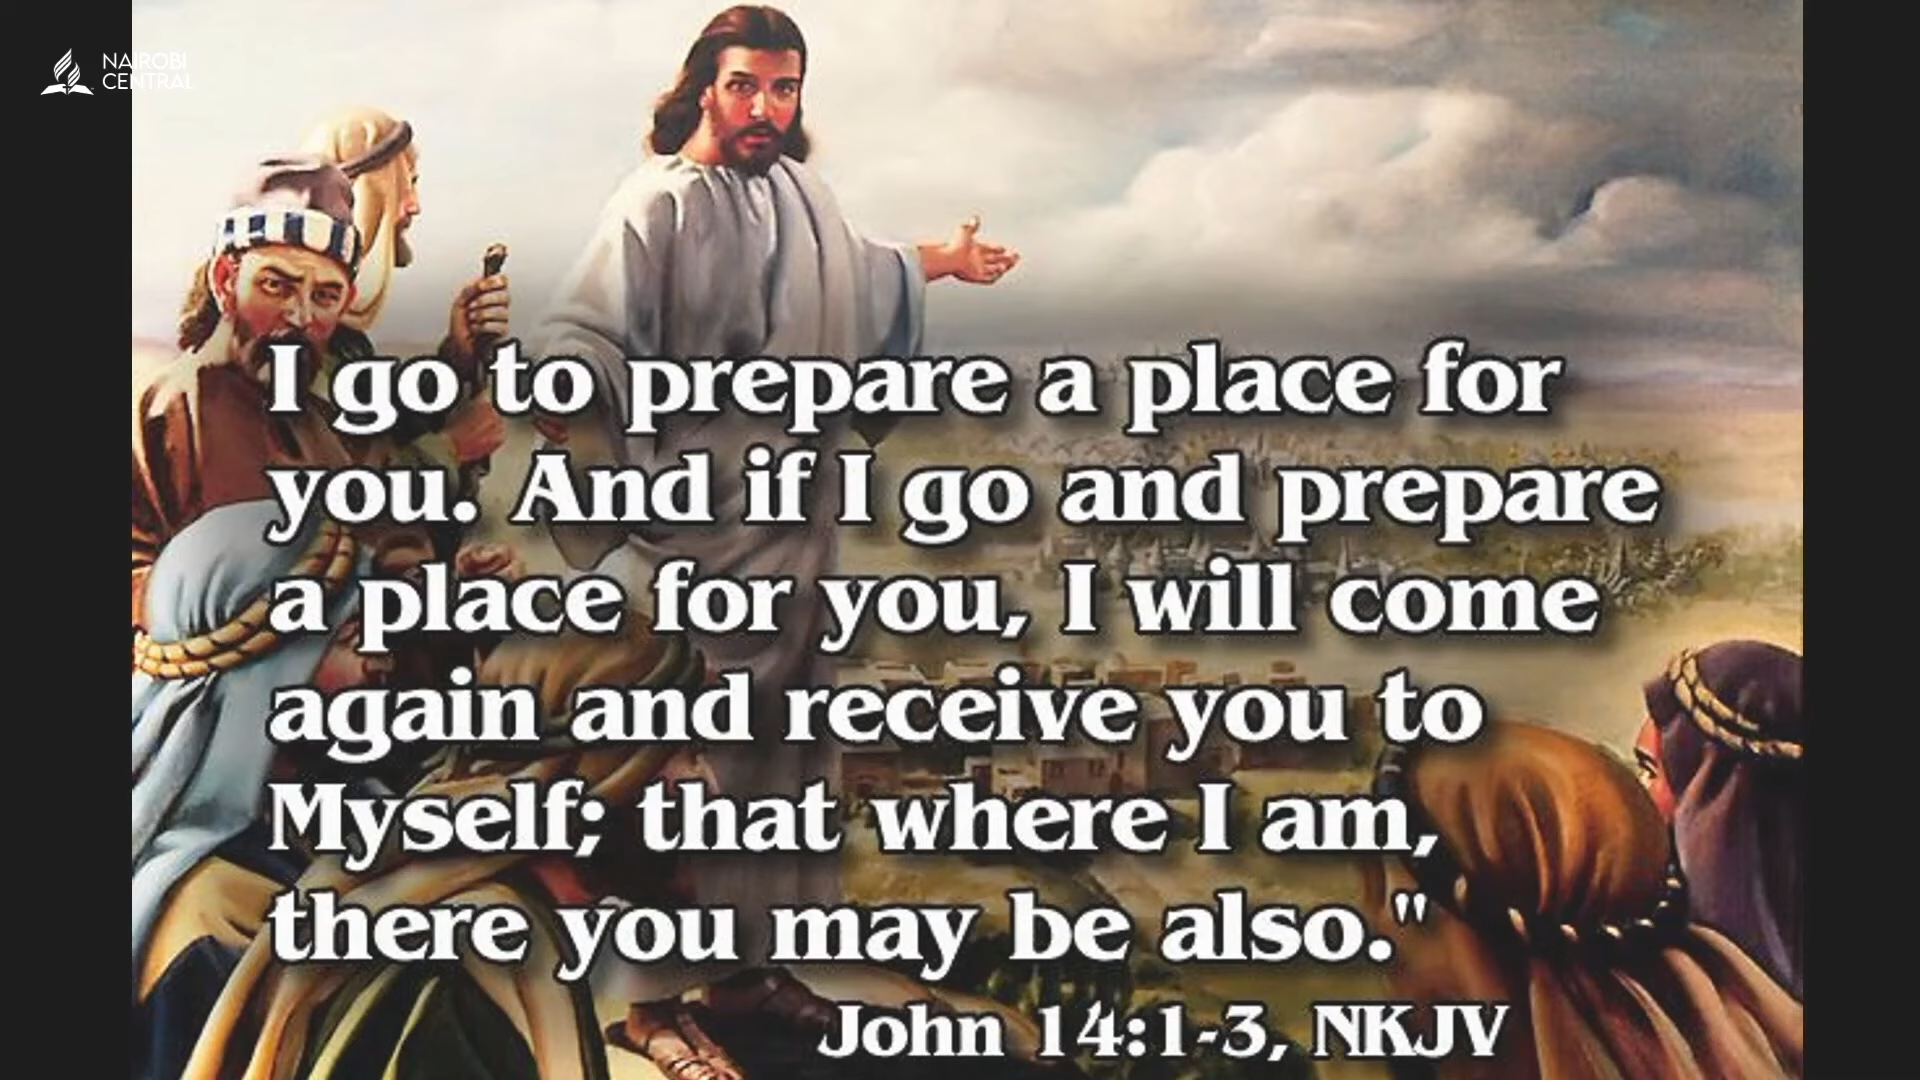 NAIROBI
CENTRAL
I go to prepare a place for
you. And if I go and prepare
a place for you, I will come
again and receive you to
Myself; that where I am,
there you may be also."
John 14:1-3, NKJV